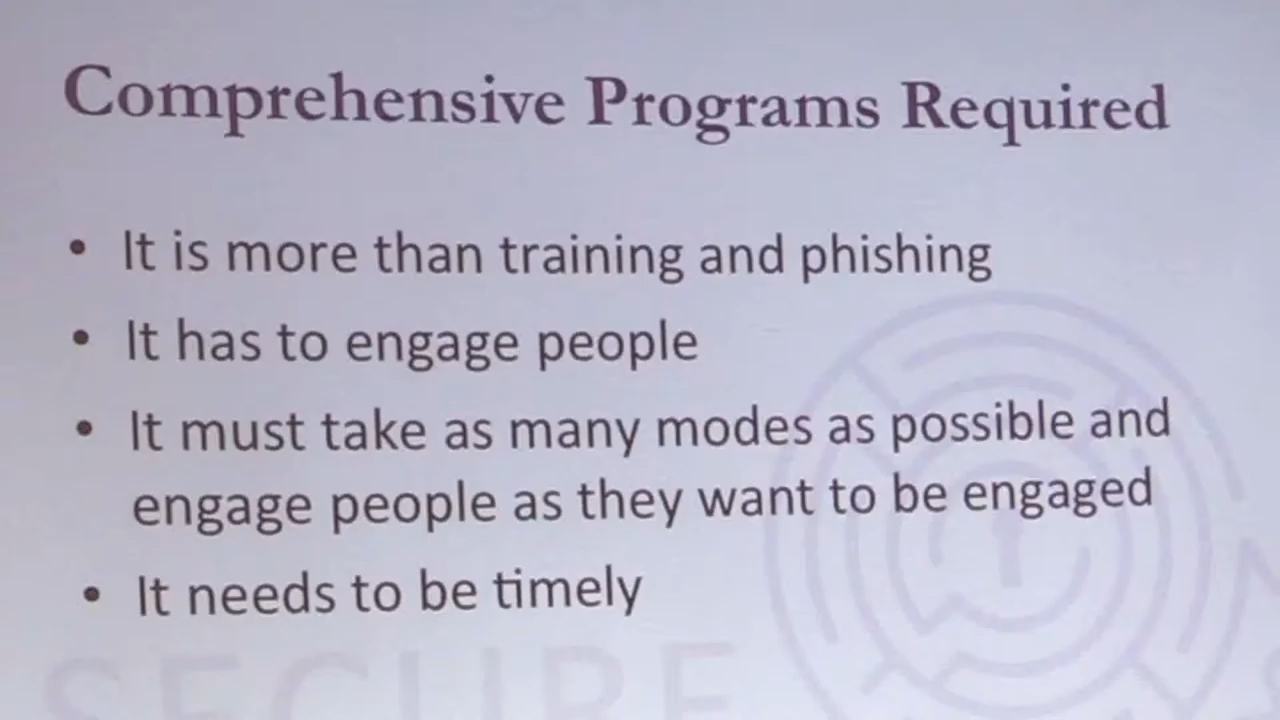 Comprehensive Programs Required
• It is more than training and phishing
• It has to engage people
• It must take as many modes as possible and
engage people as they want to be engaged
• It needs to be timely
SECURE